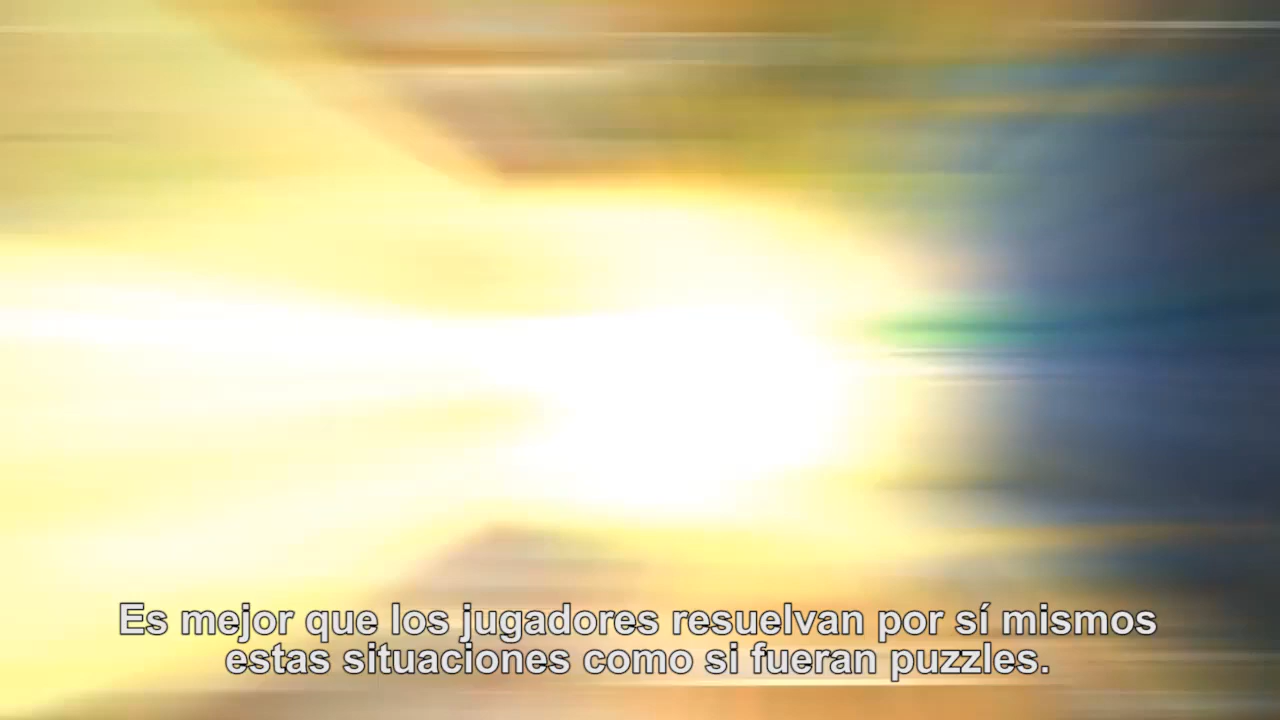 Es mejor que los jugadores resuelvan por sí mismos
estas situaciones como si fueran puzzles.